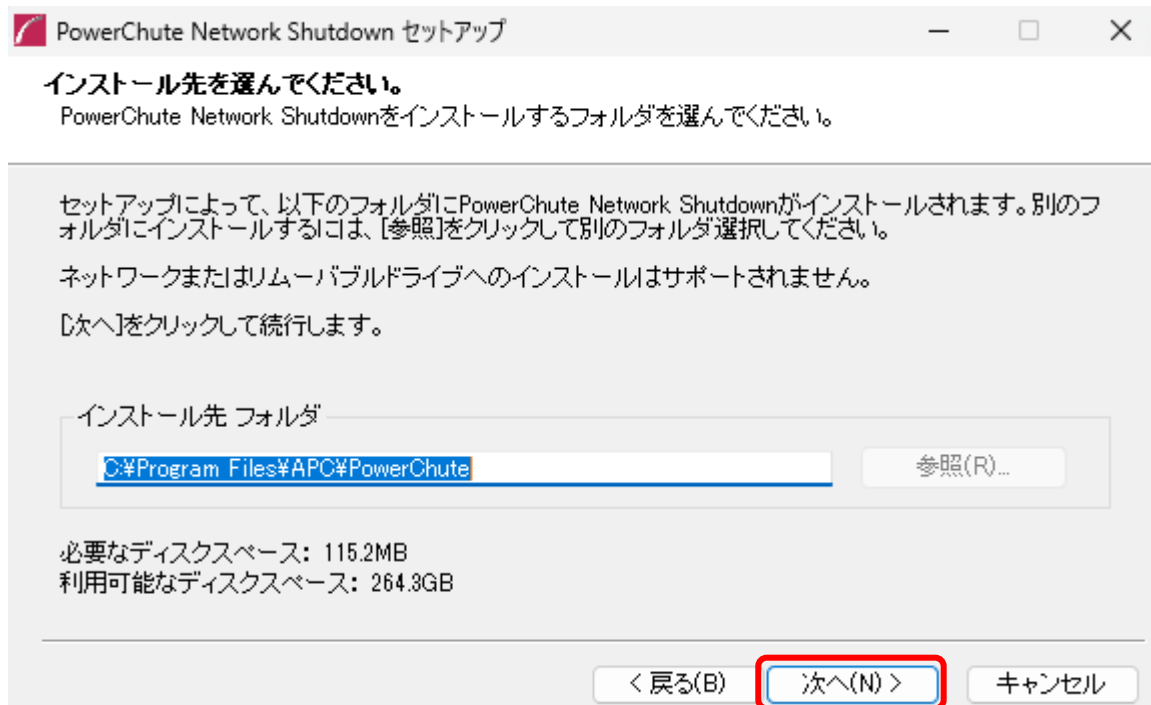 PowerChute Network Shutdown セットアップ
インストール先を選んでください。
PowerChute Network Shutdownをインストールするフォルダを選んでください。
セットアップによって、以下のフォルダにPowerChute Network Shutdownがインストールされます。別のフ
ォルダにインストールするには、[参照]をクリックして別のフォルダ選択してください。
ネットワークまたはリムーバブルドライブへのインストールはサポートされません。
[次へ]をクリックして続行します。
インストール先 フォルダ
C:¥Program Files¥APC¥PowerChute
参照(R)...
必要なディスクスペース: 115.2MB
利用可能なディスクスペース: 264.3GB
< 戻る(B)
次へ(N) >
キャンセル